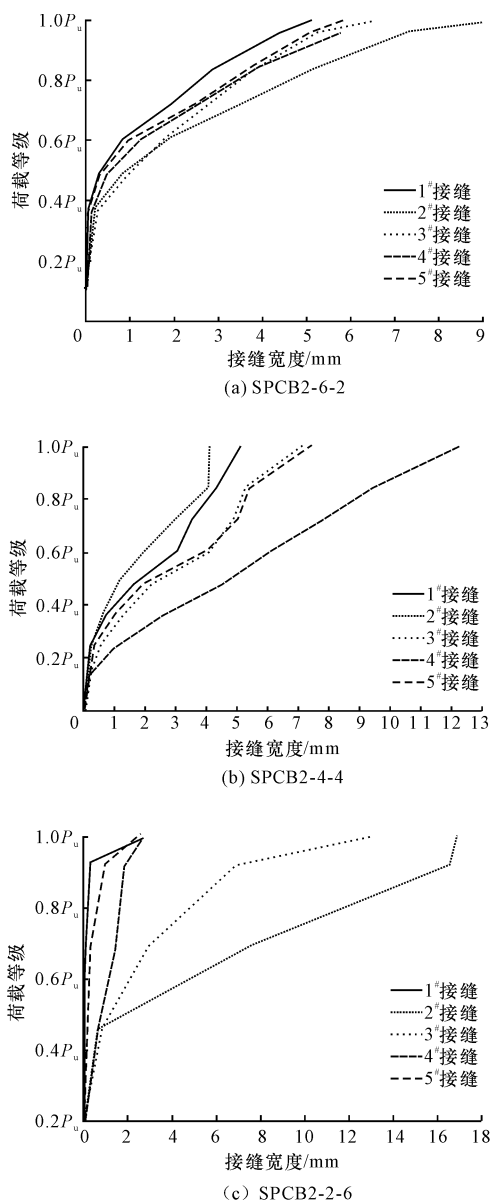 1.0Pu
0.8Pu
0.6Pu
0.4Pu
0.2Pu
荷载等级
1#接缝
2#接缝
3#接缝
4#接缝
5#接缝
0 1 2 3 4 5 6 7 8 9
接缝宽度/mm
(a) SPCB2-6-2
1.0Pu
0.8Pu
0.6Pu
0.4Pu
0.2Pu
荷载等级
1#接缝
2#接缝
3#接缝
4#接缝
5#接缝
0 1 2 3 4 5 6 7 8 9 10 11 12 13
接缝宽度/mm
(b) SPCB2-4-4
1.0Pu
0.8Pu
0.6Pu
0.4Pu
0.2Pu
荷载等级
1#接缝
2#接缝
3#接缝
4#接缝
5#接缝
0 2 4 6 8 10 12 14 16 18
接缝宽度/mm
(c) SPCB2-2-6